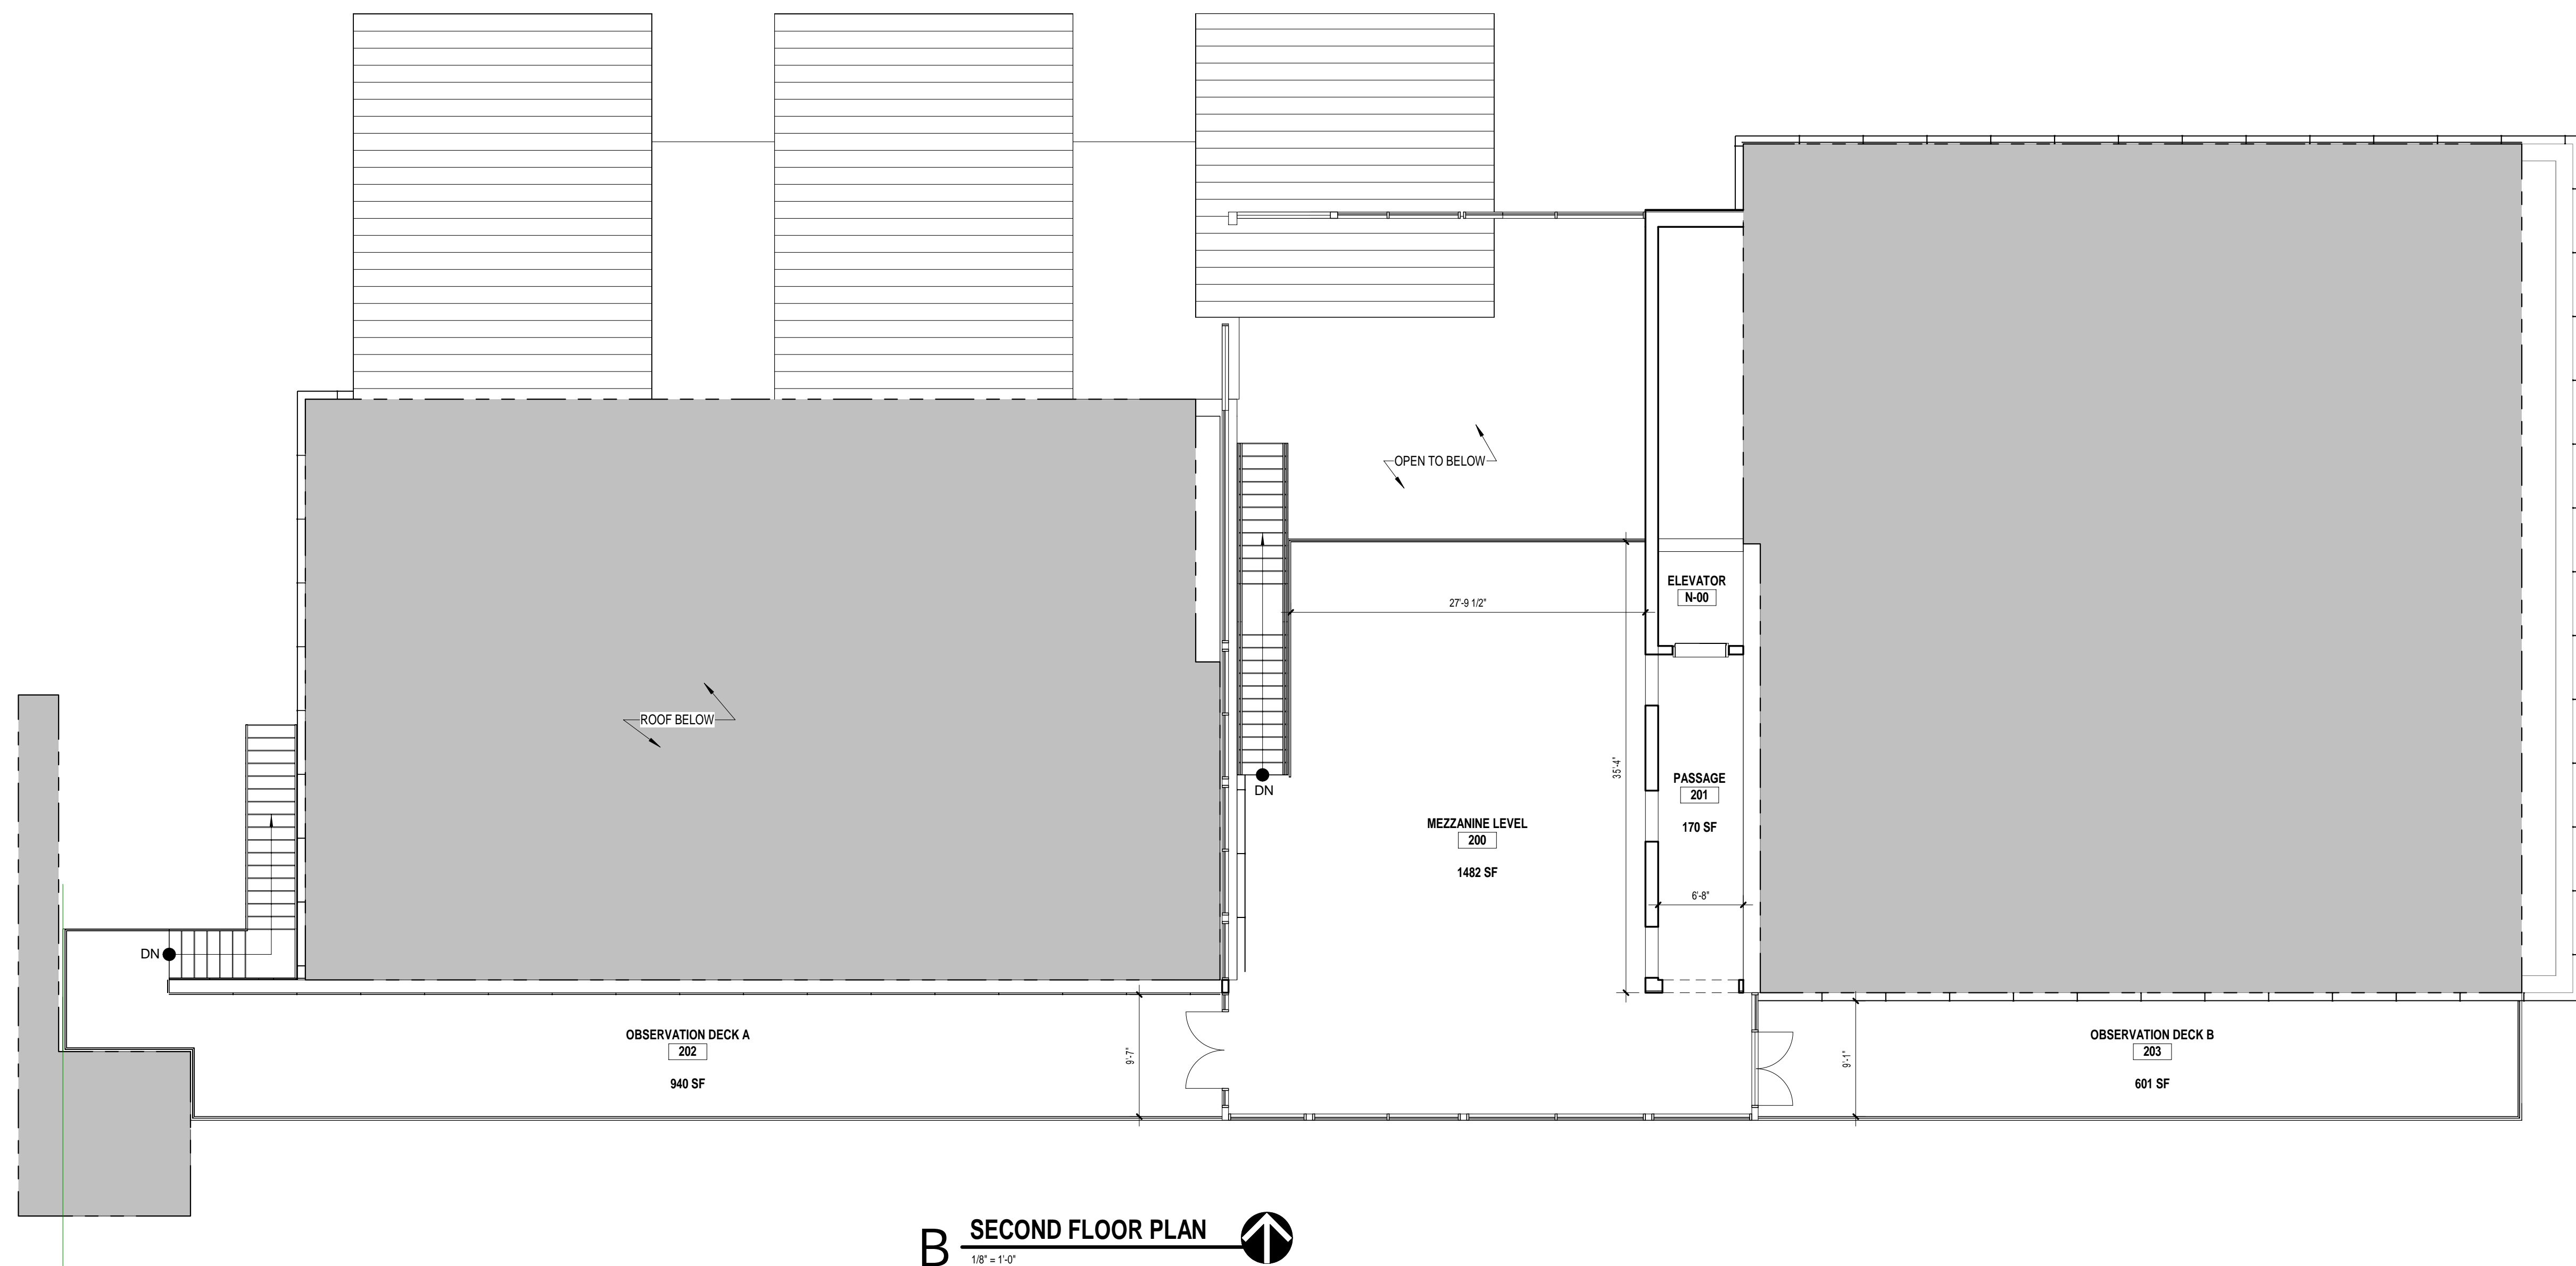 OPEN TO BELOW
ELEVATOR
N-00
27'-9 1/2"
ROOF BELOW
35'-4"
PASSAGE
201
170 SF
DN
MEZZANINE LEVEL
200
1482 SF
6'-8"
DN
OBSERVATION DECK A
202
940 SF
9'-7"
OBSERVATION DECK B
203
601 SF
9'-1"
B
SECOND FLOOR PLAN
1/8" = 1'-0"